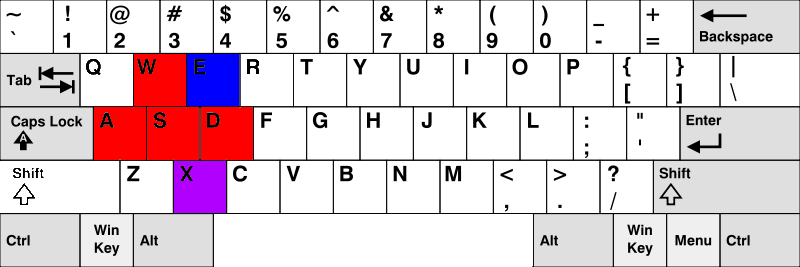 ~ ! @ # $ % ^ & * ( ) _ +
` 1 2 3 4 5 6 7 8 9 0 - = Backspace
Tab Q W E R T Y U I O P { } |
[ ] \
Caps Lock A S D F G H J K L : " Enter
A ; '
Shift Z X C V B N M < > ? Shift
, . /
Ctrl Win Key Alt Alt Win Key Menu Ctrl